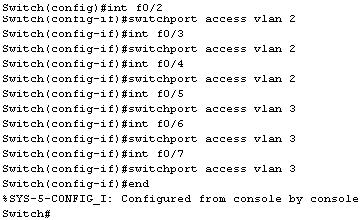 Switch(config)#int f0/2
Switch(config-if)#switchport access vlan 2
Switch(config-if)#int f0/3
Switch(config-if)#switchport access vlan 2
Switch(config-if)#int f0/4
Switch(config-if)#switchport access vlan 2
Switch(config-if)#int f0/5
Switch(config-if)#switchport access vlan 3
Switch(config-if)#int f0/6
Switch(config-if)#switchport access vlan 3
Switch(config-if)#int f0/7
Switch(config-if)#switchport access vlan 3
Switch(config-if)#end
%SYS-5-CONFIG_I: Configured from console by console
Switch#